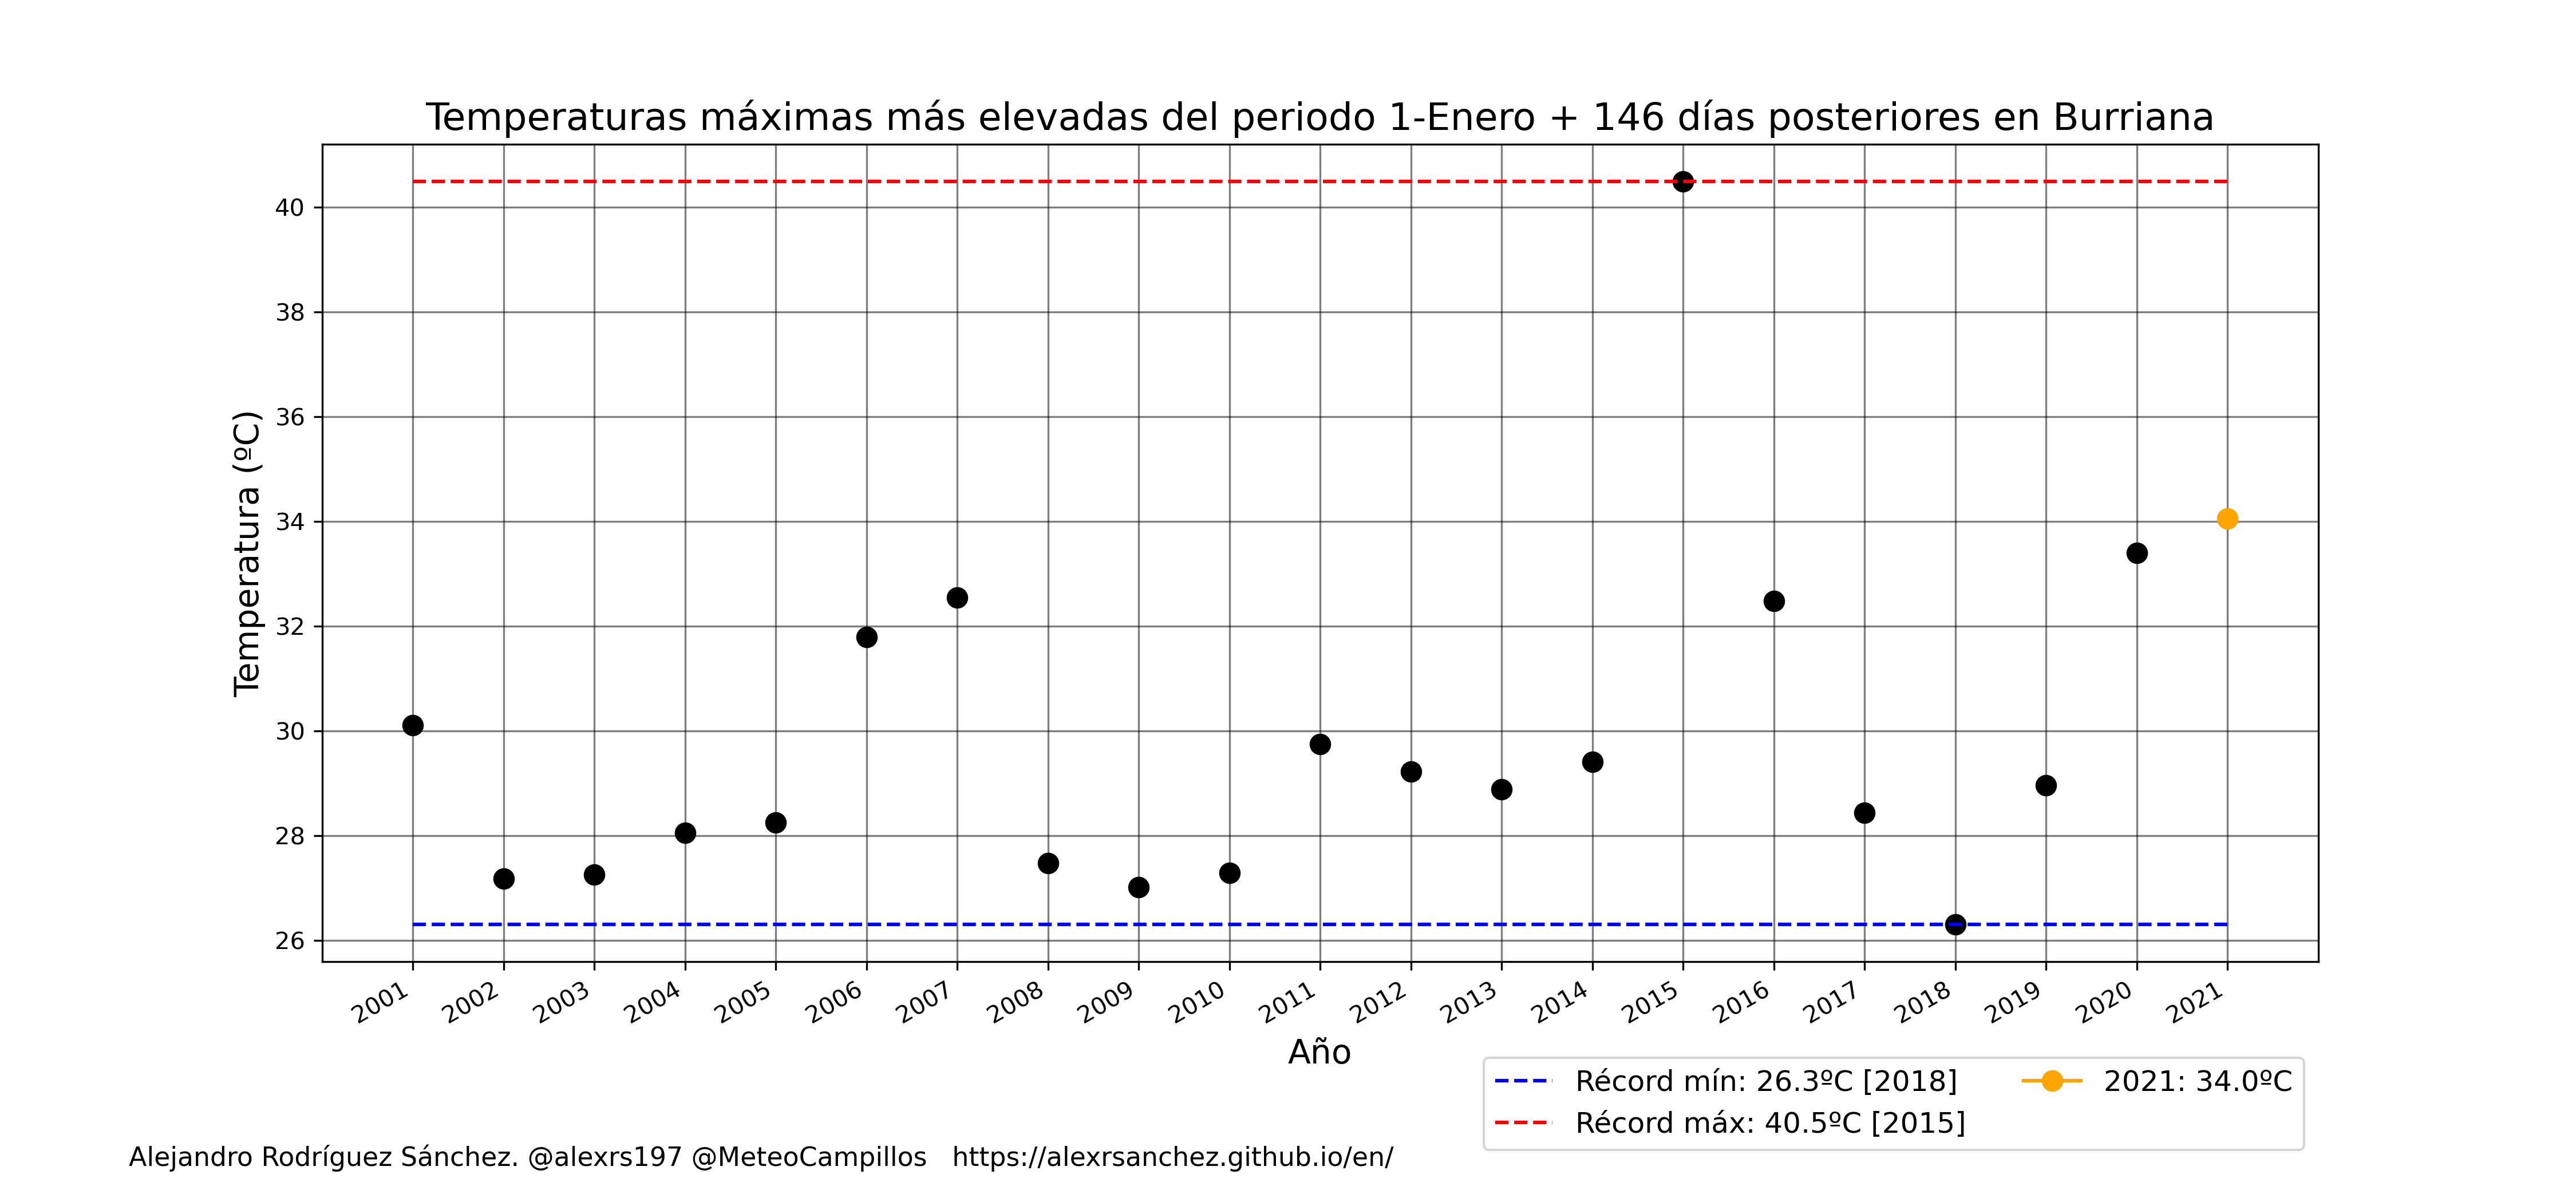 Temperaturas máximas más elevadas del periodo 1-Enero + 146 días posteriores en Burriana
Temperatura (ºC)
40
38
36
34
32
30
28
26
2001 2002 2003 2004 2005 2006 2007 2008 2009 2010 2011 2012 2013 2014 2015 2016 2017 2018 2019 2020 2021
Año
Récord mín: 26.3ºC [2018]
Récord máx: 40.5ºC [2015]
2021: 34.0ºC
Alejandro Rodríguez Sánchez. @alexrs197 @MeteoCampillos https://alexrsanchez.github.io/en/